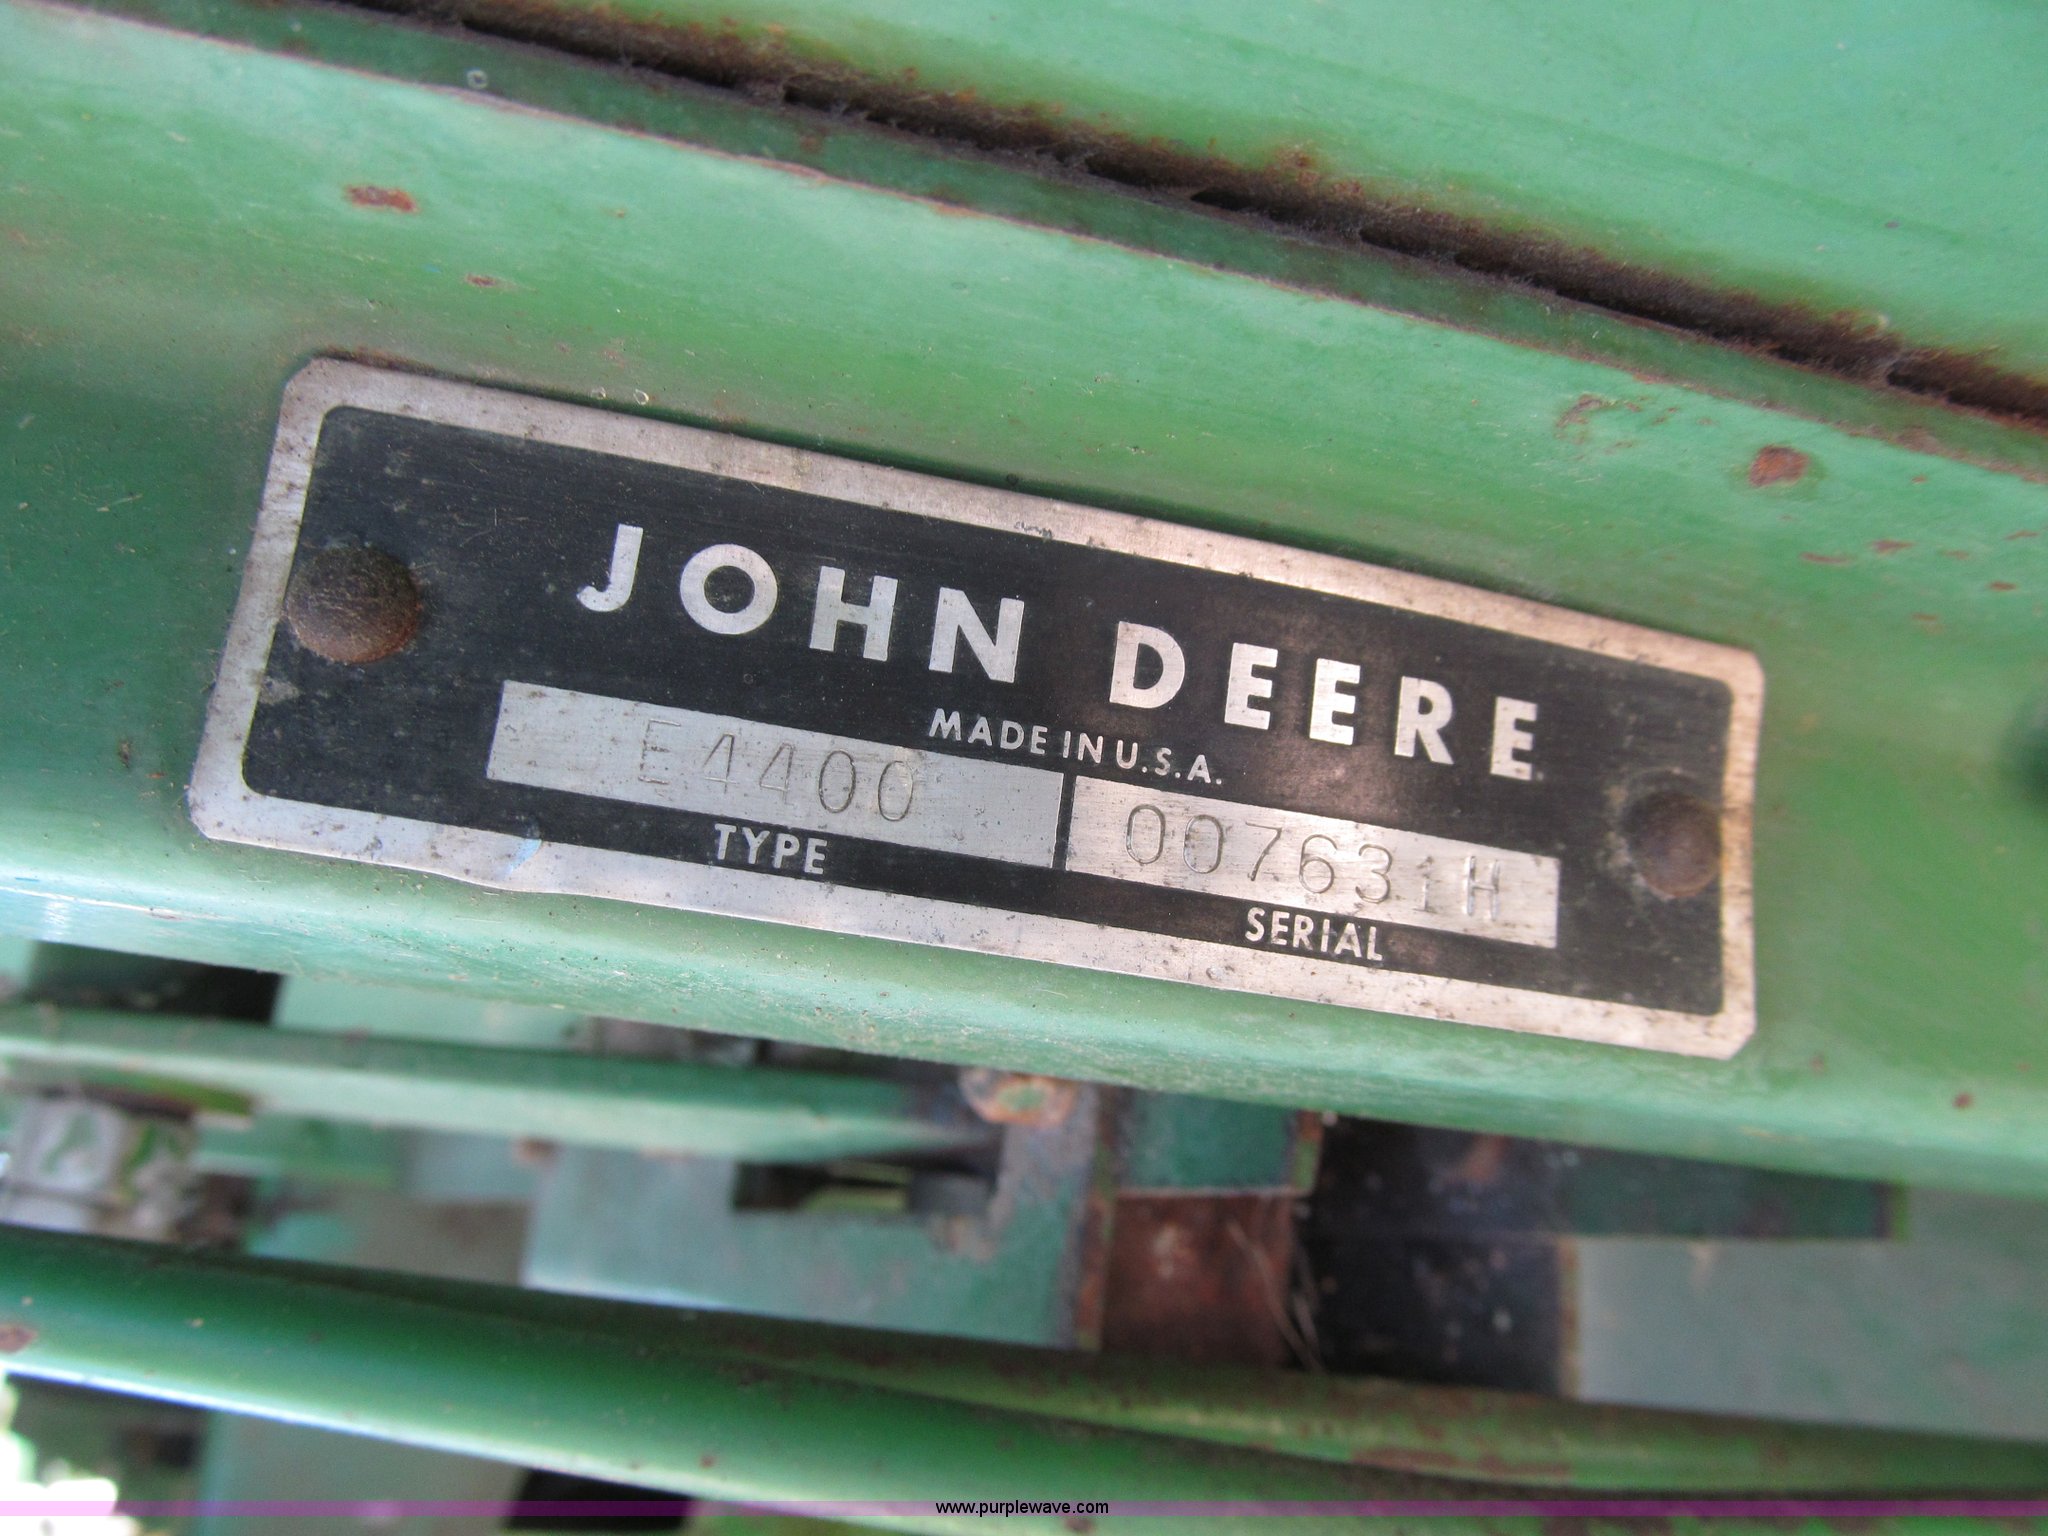 JOHN DEERE
MADE IN U.S.A.
E4400 007631H
TYPE SERIAL
www.purplewave.com